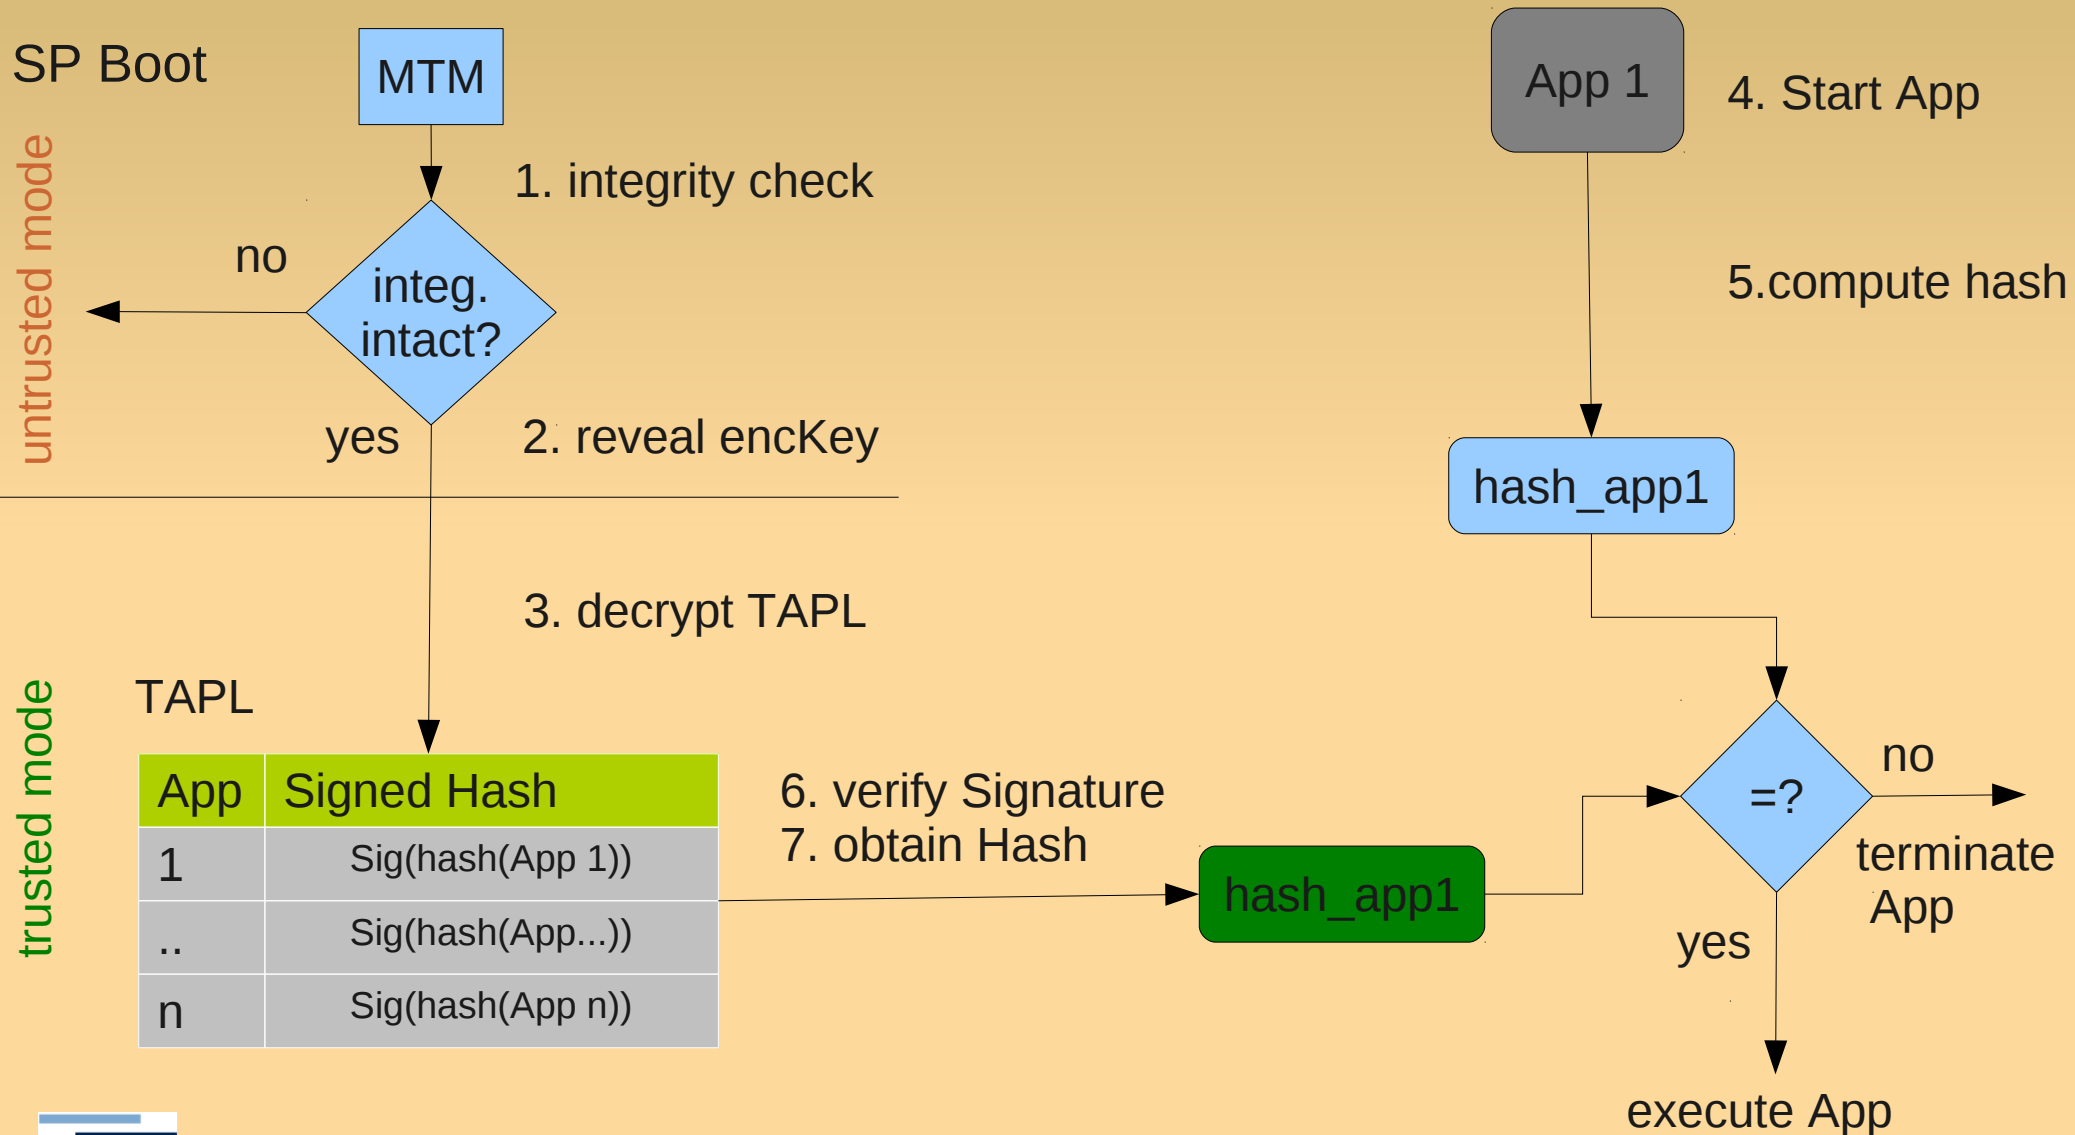 SP Boot
MTM
untrusted mode
1. integrity check
no
integ.
intact?
yes
2. reveal encKey
3. decrypt TAPL
trusted mode
TAPL
App Signed Hash
1 Sig(hash(App 1))
.. Sig(hash(App...))
n Sig(hash(App n))
6. verify Signature
7. obtain Hash
hash_app1
App 1
4. Start App
5.compute hash
hash_app1
=?
no
terminate
App
yes
execute App